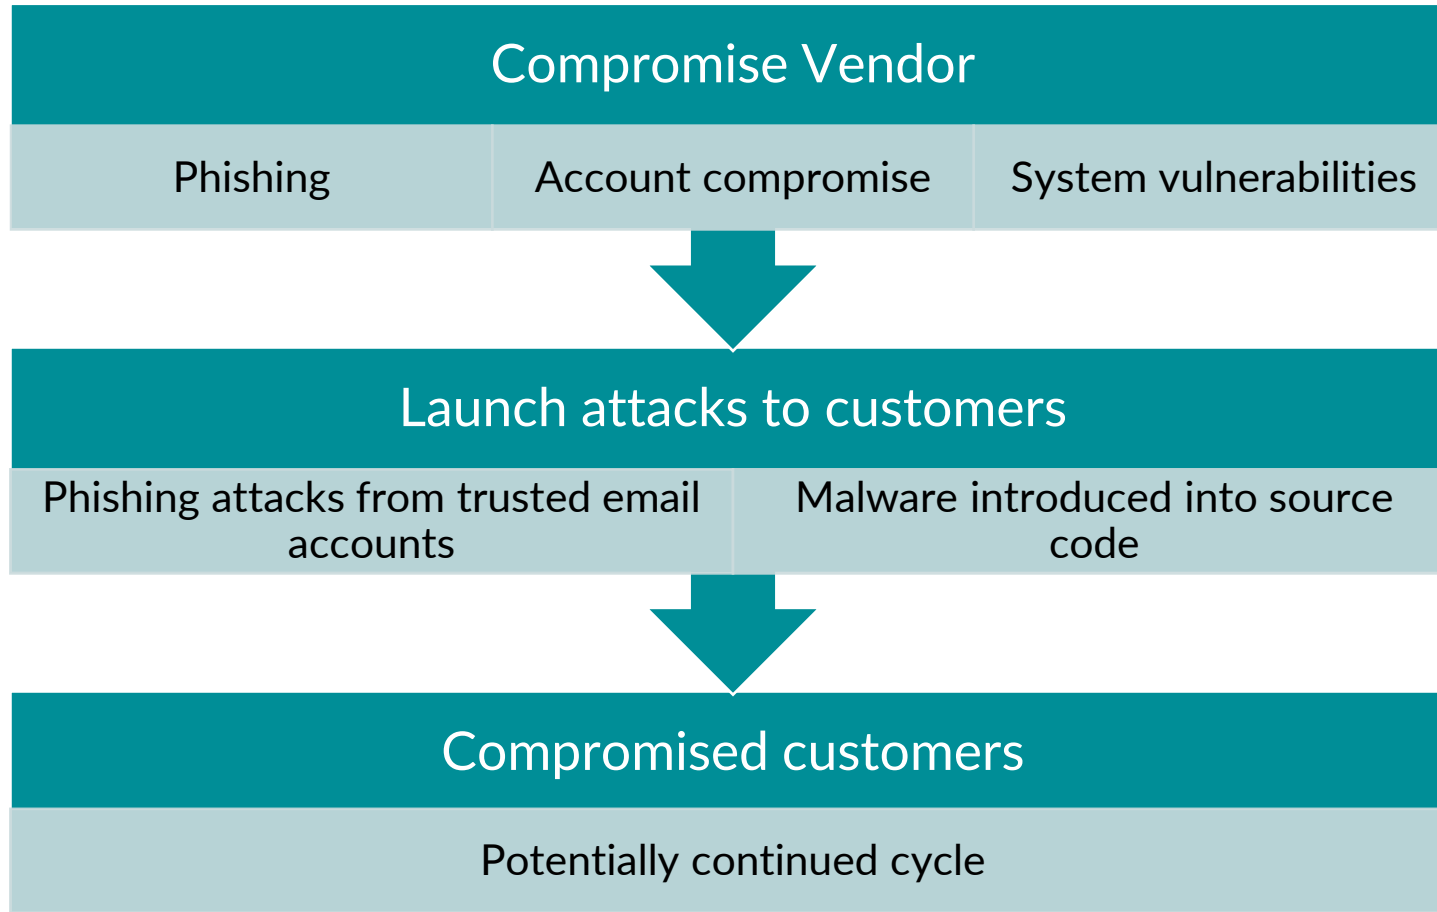 Compromise Vendor
Phishing
Account compromise
System vulnerabilities
Launch attacks to customers
Phishing attacks from trusted email
accounts
Malware introduced into source
code
Compromised customers
Potentially continued cycle